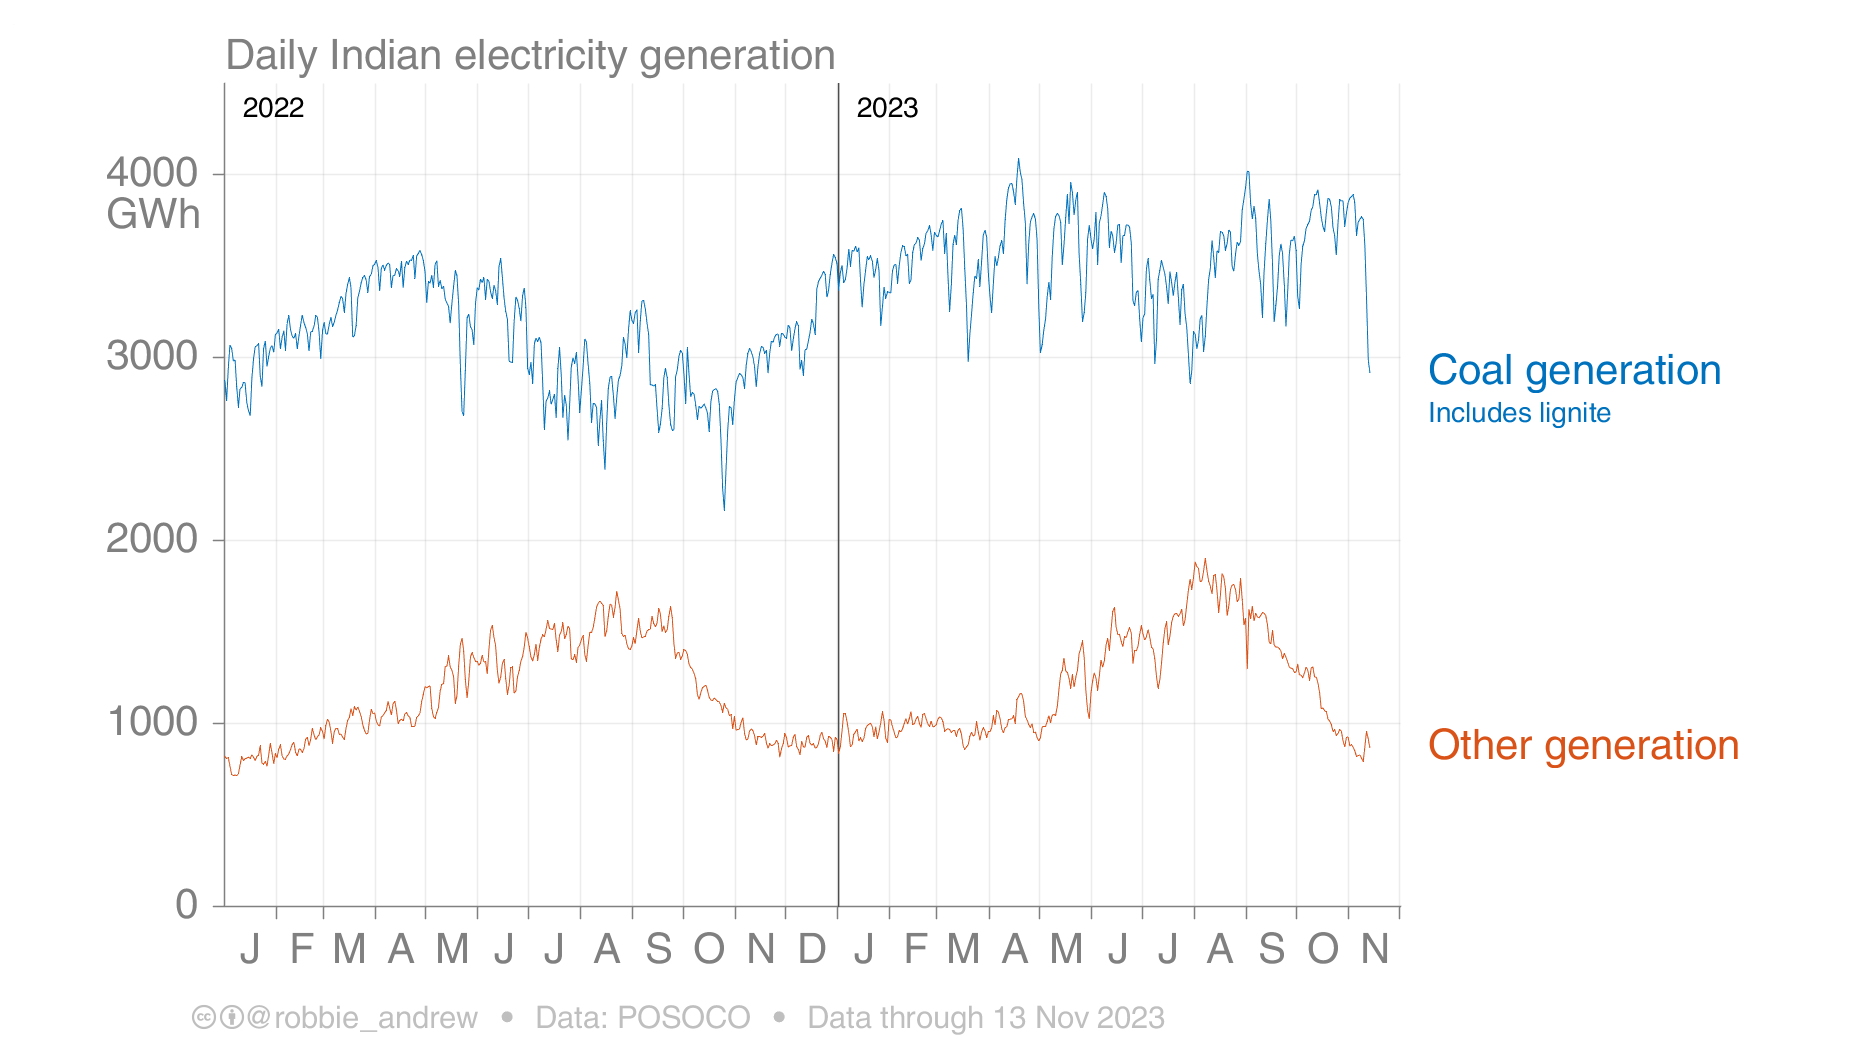 Daily Indian electricity generation
2022
2023
4000
GWh
3000
2000
1000
0
Coal generation
Includes lignite
Other generation
J F M A M J J A S O N D J F M A M J J A S O N
cc @robbie_andrew • Data: POSOCO • Data through 13 Nov 2023